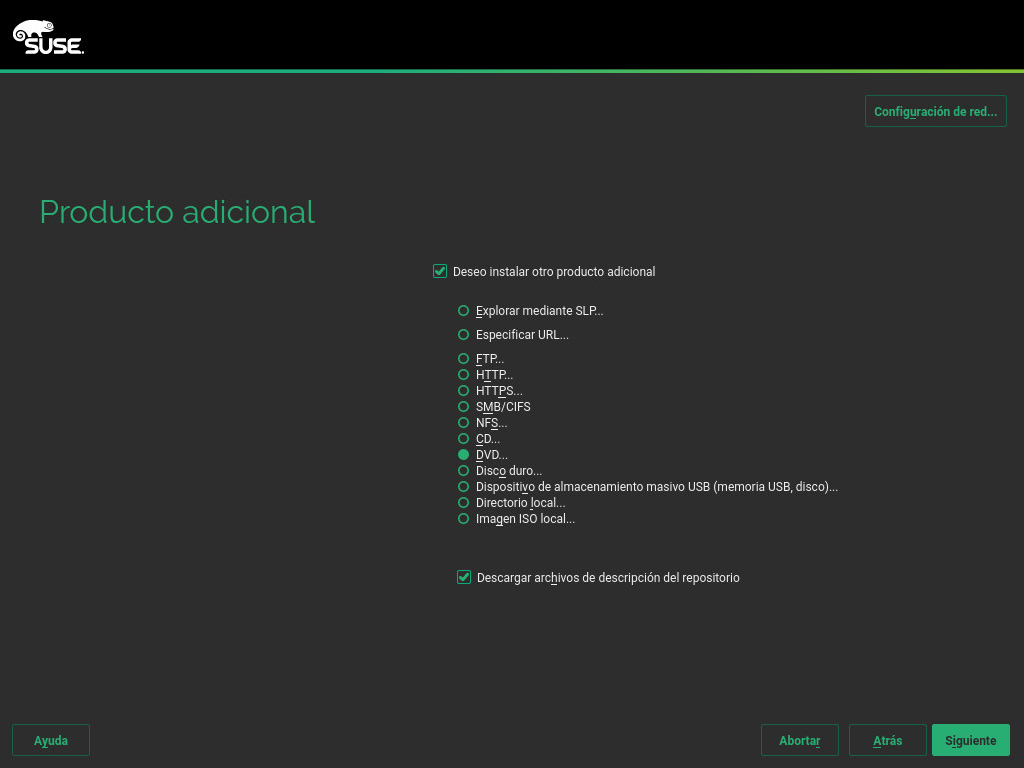 SUSE.
Configuración de red...
Producto adicional
Deseo instalar otro producto adicional
Explorar mediante SLP...
Especificar URL...
FTP...
HTTP...
HTTPS...
SMB/CIFS
NFS...
CD...
DVD...
Disco duro...
Dispositivo de almacenamiento masivo USB (memoria USB, disco)...
Directorio local...
Imagen ISO local...
Descargar archivos de descripción del repositorio
Ayuda
Abortar
Atrás
Siguiente